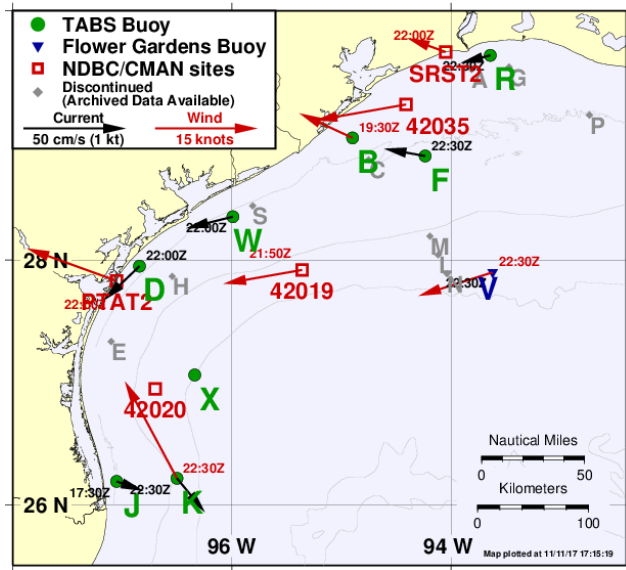 TABS Buoy
Flower Gardens Buoy
NDBC/CMAN sites
Discontinued
(Archived Data Available)
Current
Wind
50 cm/s (1 kt)
15 knots
22:00Z
SRST2
22:30Z
R
A
G
42035
19:30Z
P
B
C
22:30Z
F
S
22:00Z
W
28 N
22:00Z
21:50Z
22:30Z
M
L
N
22:30Z
V
D
H
42019
RTAT2
E
X
42020
Nautical Miles
0
50
Kilometers
0
100
22:30Z
17:30Z
22:30Z
J
K
26 N
96 W
94 W
Map plotted at 11/11/17 17:15:19